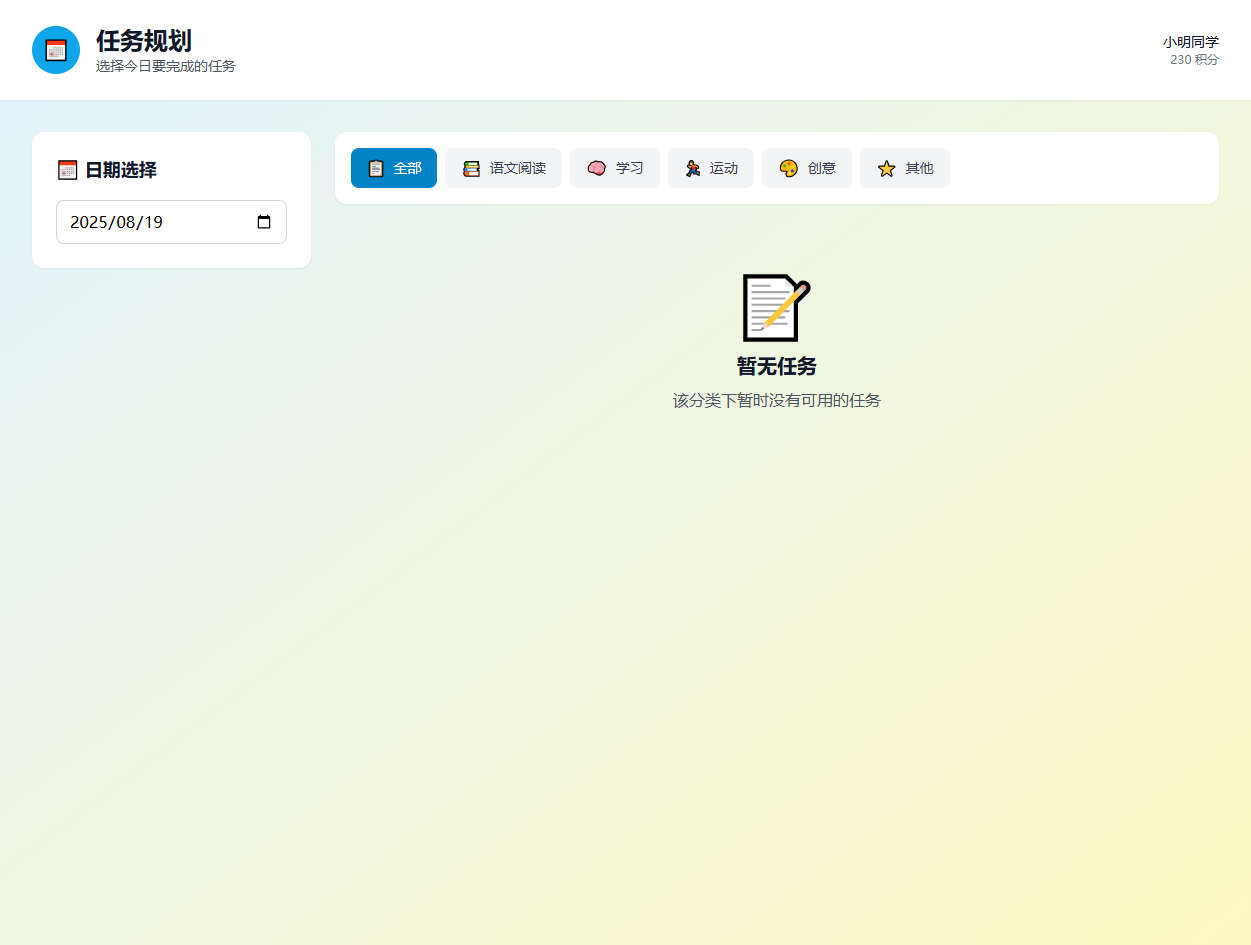 任务规划
选择今日要完成的任务
小明同学
230 积分
日期选择
2025/08/19
全部
语文阅读
学习
运动
创意
其他
暂无任务
该分类下暂时没有可用的任务